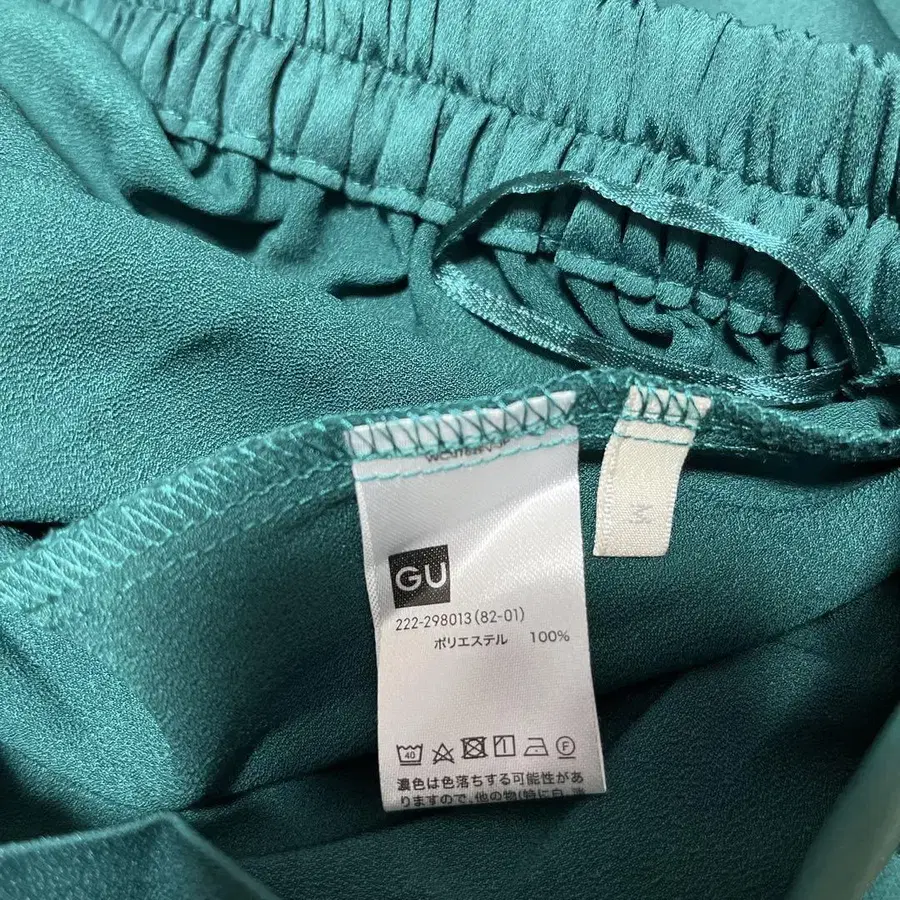 GU
222-298013(82-01)
ポリエステル 100%
40
F
濃色は色落ちする可能性があ
りますので、他の物(特に白
M